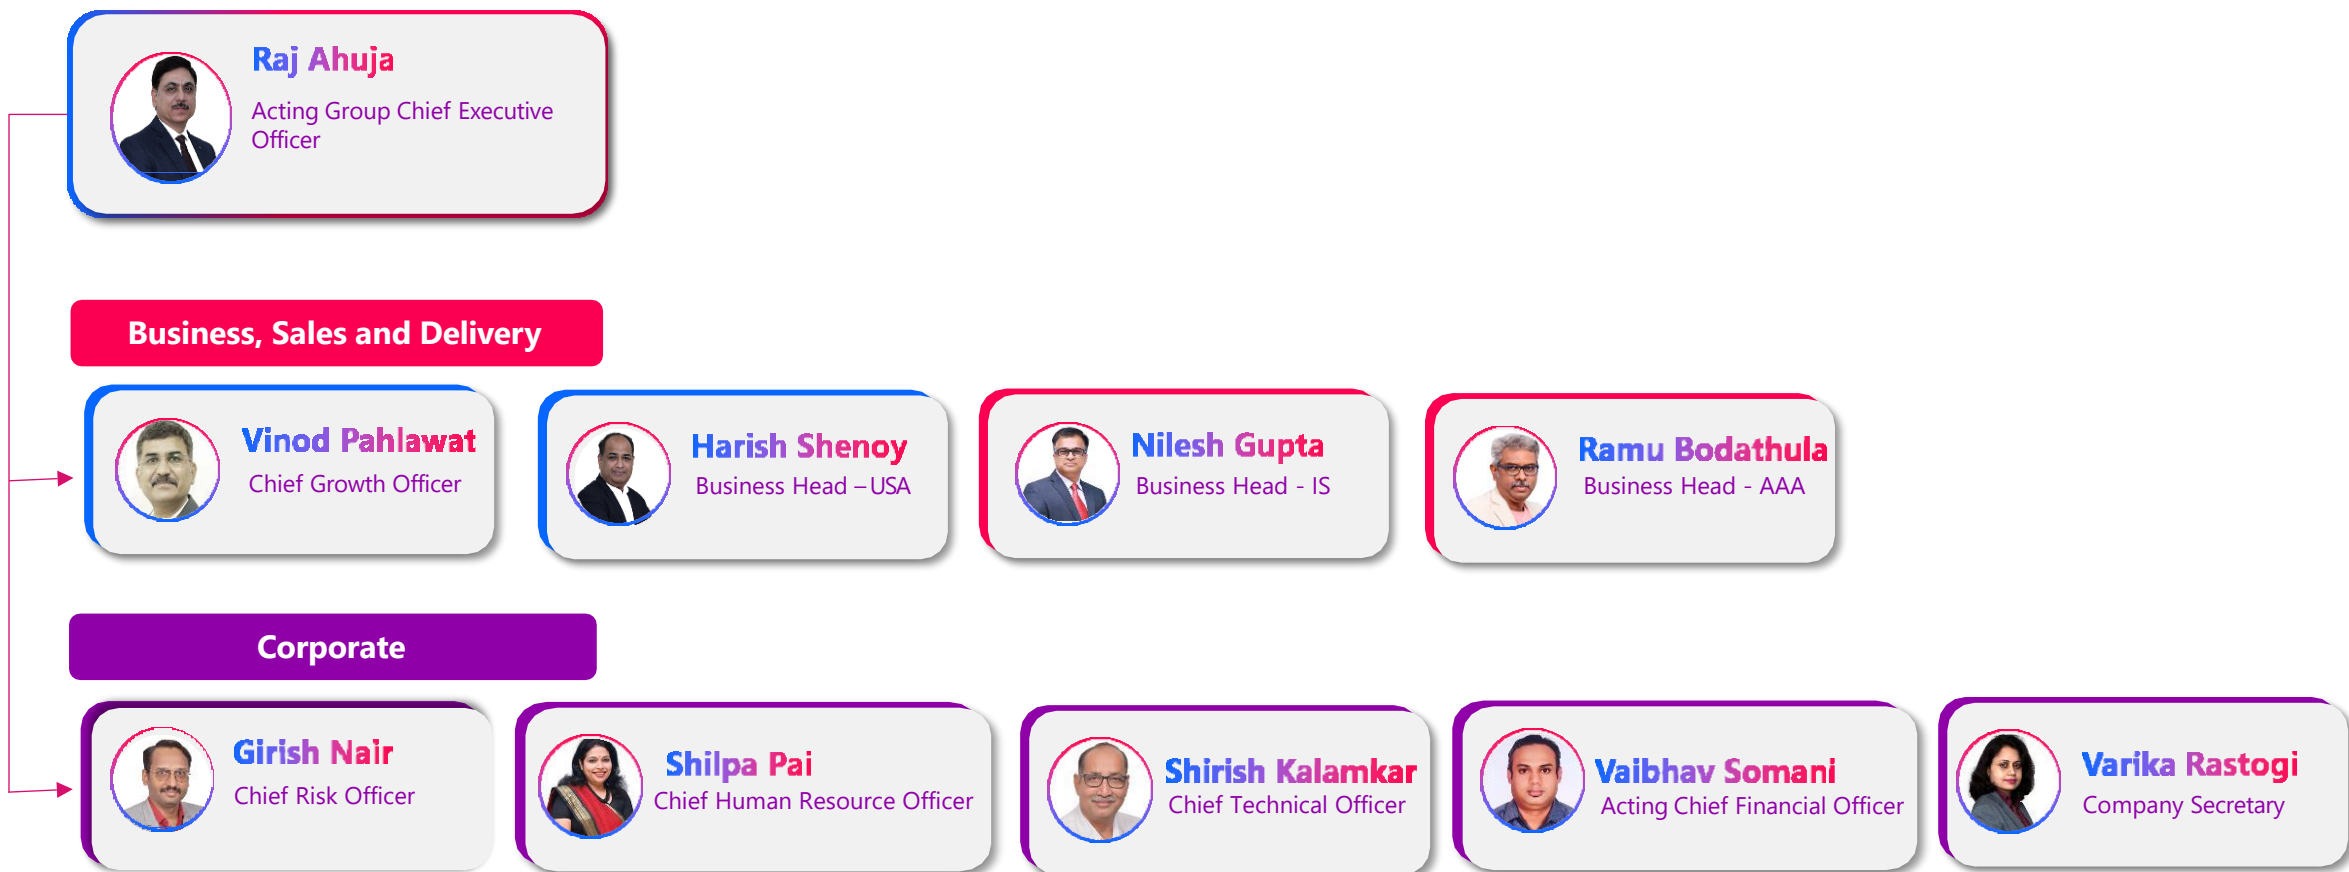 Raj Ahuja
Acting Group Chief Executive
Officer
Business, Sales and Delivery
Vinod Pahlawat
Chief Growth Officer
Harish Shenoy
Business Head – USA
Nilesh Gupta
Business Head - IS
Ramu Bodathula
Business Head - AAA
Corporate
Girish Nair
Chief Risk Officer
Shilpa Pai
Chief Human Resource Officer
Shirish Kalamkar
Chief Technical Officer
Vaibhav Somani
Acting Chief Financial Officer
Varika Rastogi
Company Secretary